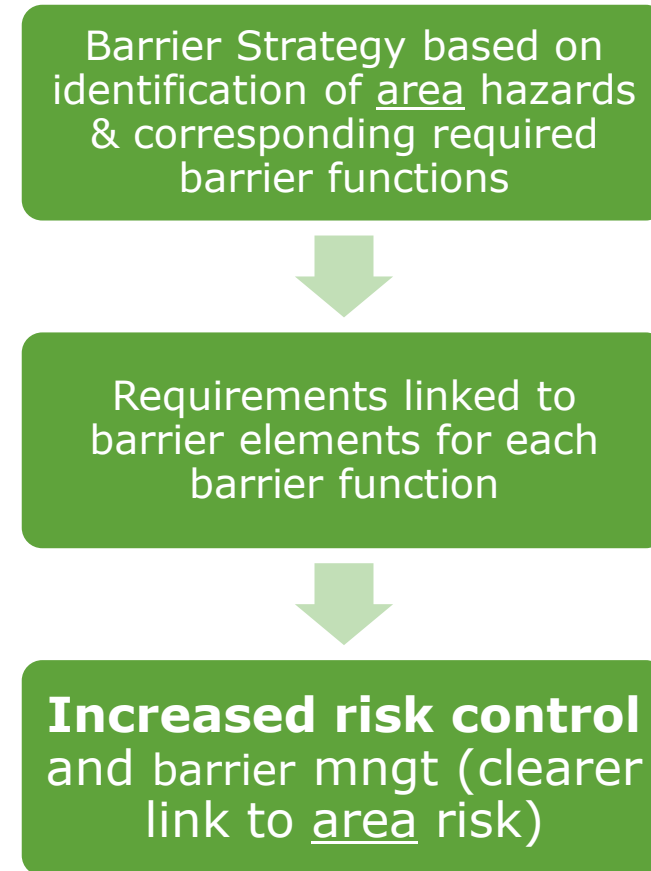 Barrier Strategy based on
identification of area hazards
& corresponding required
barrier functions
Requirements linked to
barrier elements for each
barrier function
Increased risk control
and barrier mngt (clearer
link to area risk)